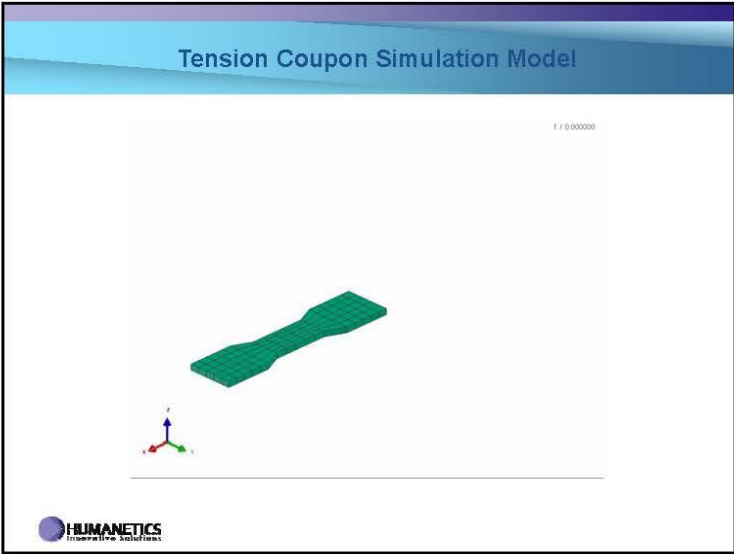 Tension Coupon Simulation Model
1 / 0.000000
Z
X
Y
HUMANETICS
Innovative Solutions